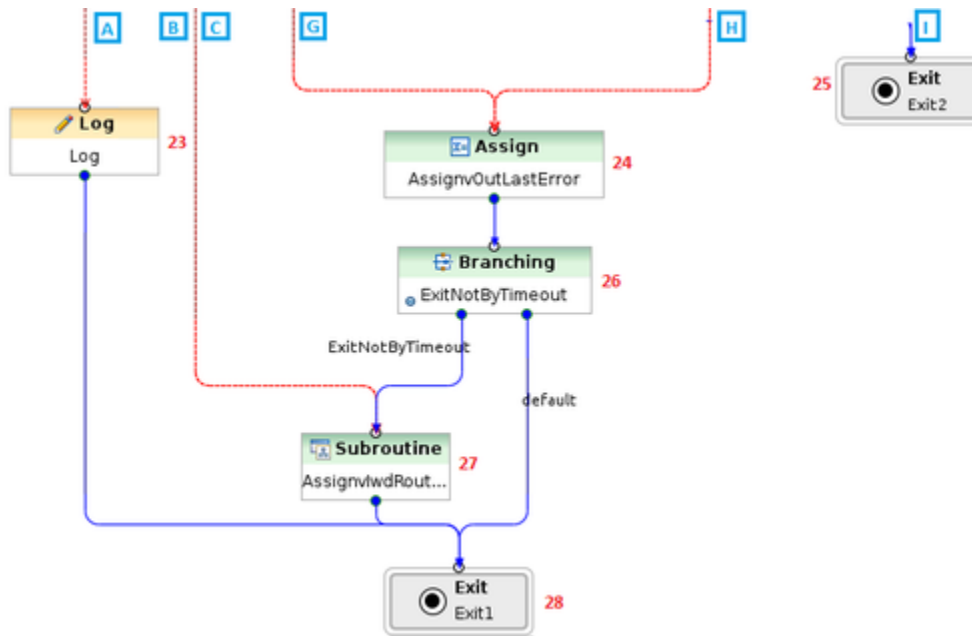 A
B
C
G
H
I
Log
Log
23
Assign
AssignvOutLastError
24
Exit
Exit2
25
Branching
ExitNotByTimeout
26
ExitNotByTimeout
default
Subroutine
AssignvIwdRout...
27
Exit
Exit1
28